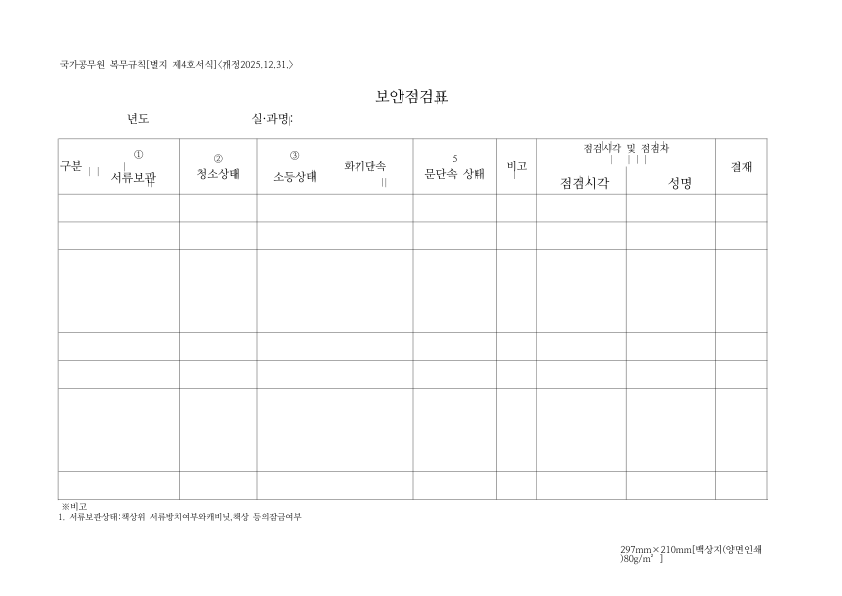 국가공무원 복무규칙[별지 제4호서식]<개정2025.12.31.>
보안점검표
년도 실·과명:
구분
①
서류보관
②
청소상태
③
소등상태
화기단속
5
문단속 상태
비고
점검시각 및 점검자
점검시각 성명
결재
※비고
1. 서류보관상태:책상위 서류방치여부와캐비닛,책상 등의잠금여부
297mm×210mm[백상지(양면인쇄
)80g/m² ]